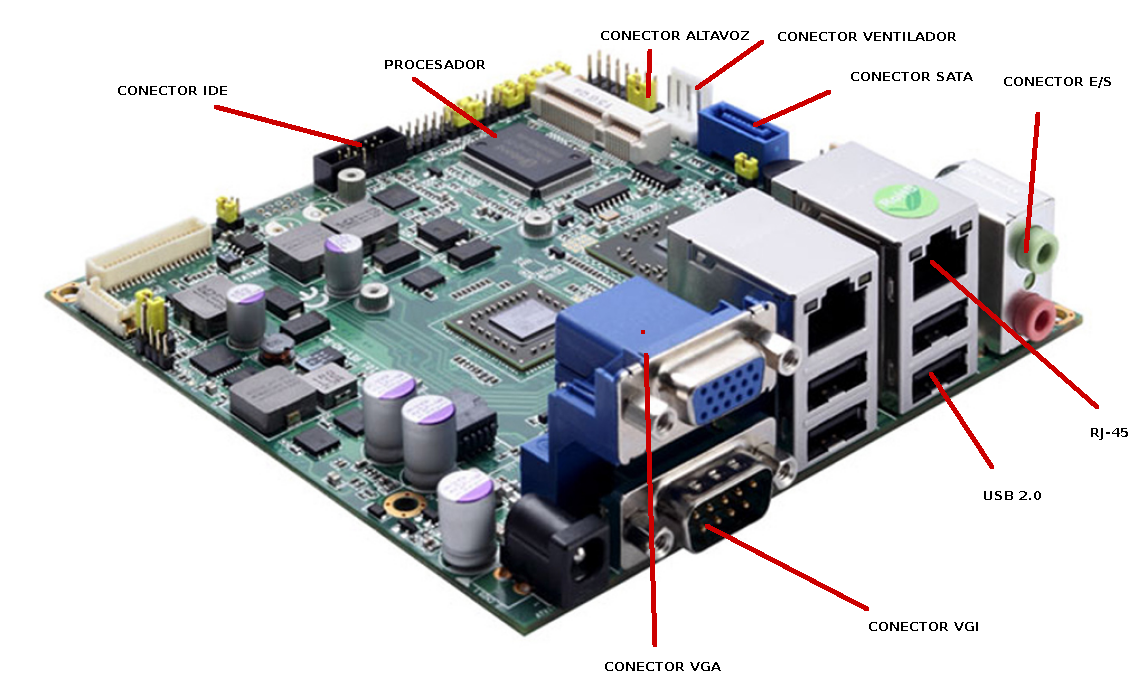 CONECTOR ALTAVOZ
CONECTOR VENTILADOR
PROCESADOR
CONECTOR SATA
CONECTOR E/S
CONECTOR IDE
RoHS
RJ-45
USB 2.0
CONECTOR VGI
CONECTOR VGA